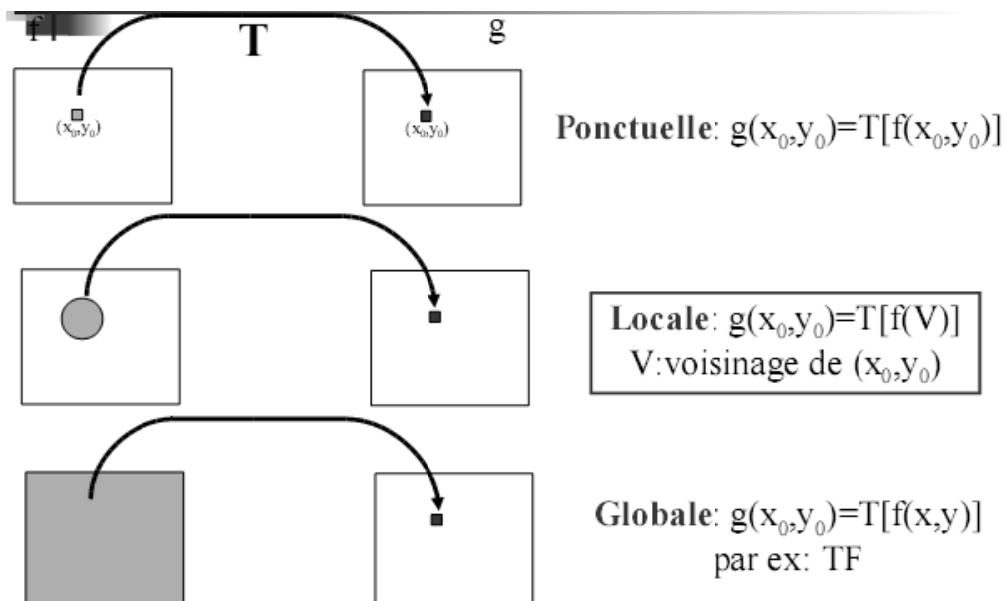 f T g
(x₀,y₀) (x₀,y₀) Ponctuelle: g(x₀,y₀)=T[f(x₀,y₀)]
Locale: g(x₀,y₀)=T[f(V)]
V:voisinage de (x₀,y₀)
Globale: g(x₀,y₀)=T[f(x,y)]
par ex: TF